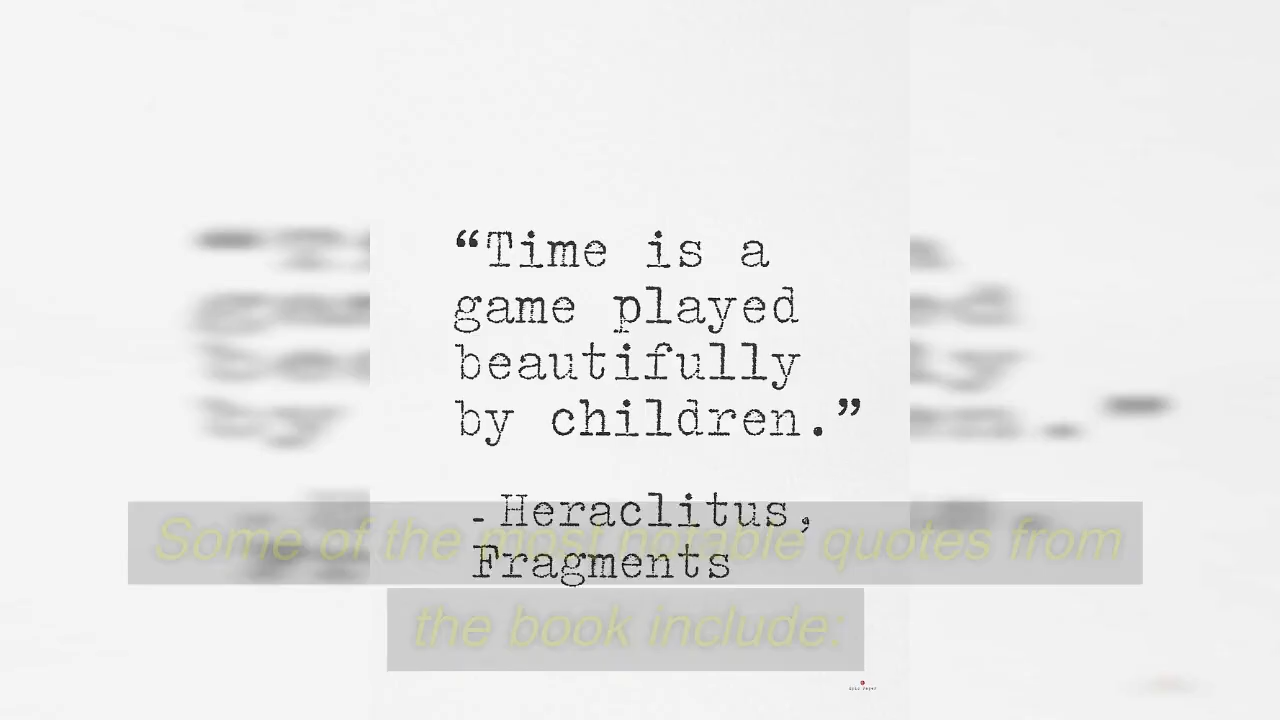 “Time is a
game played
beautifully
by children.”
- Heraclitus,
Fragments
Some of the most notable quotes from
the book include: